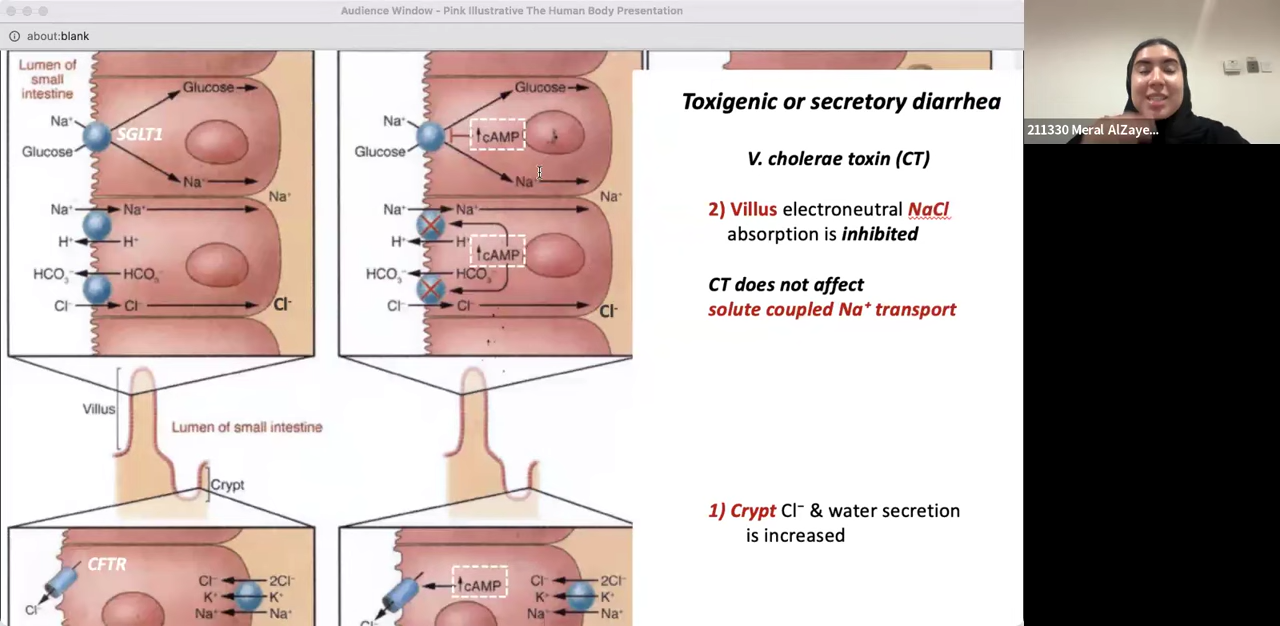 Audience Window - Pink Illustrative The Human Body Presentation
about:blank
Lumen of
small
intestine
Glucose
Na⁺
SGLT1
Glucose
Na⁺
Na⁺
Na⁺ Na⁺
H⁺ H⁺
HCO₃⁻ HCO₃⁻
Cl⁻ Cl⁻ Cl⁻
Glucose
Na⁺
↑cAMP
Glucose
Na⁺
Na⁺
Na⁺ Na⁺
H⁺ H⁺
↑cAMP
HCO₃⁻ HCO₃⁻
Cl⁻ Cl⁻ Cl⁻
Villus
Lumen of small intestine
Crypt
CFTR
Cl⁻
Cl⁻ 2Cl⁻
K⁺ K⁺
Na⁺ Na⁺
↑cAMP
Cl⁻
Cl⁻ 2Cl⁻
K⁺ K⁺
Na⁺ Na⁺
Toxigenic or secretory diarrhea
V. cholerae toxin (CT)
2) Villus electroneutral NaCl
absorption is inhibited
CT does not affect
solute coupled Na⁺ transport
1) Crypt Cl⁻ & water secretion
is increased
211330 Meral AlZaye...